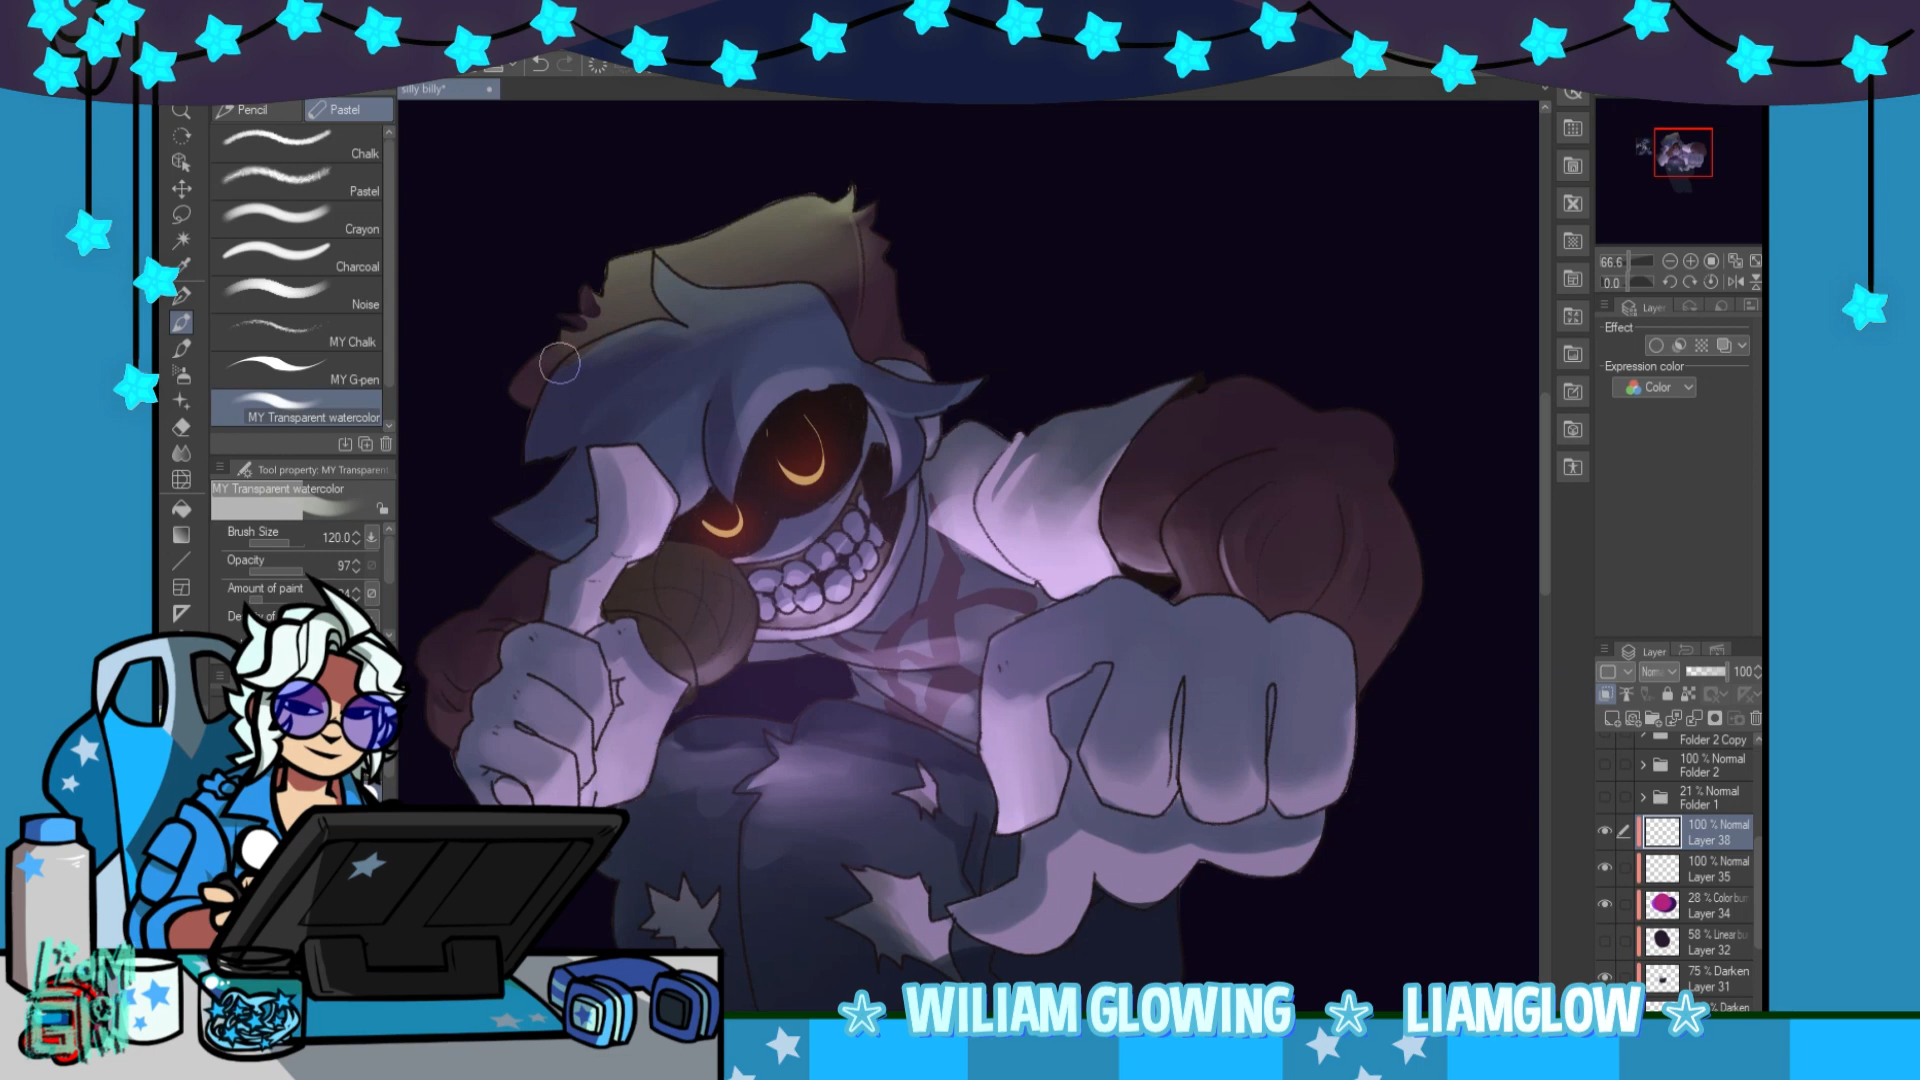 silly billy*
Pencil
Pastel
Chalk
Pastel
Crayon
Charcoal
Noise
MY Chalk
MY G-pen
MY Transparent watercolor
Tool property: MY Transparent
MY Transparent watercolor
Brush Size 120.0
Opacity 97
Amount of paint
66.6
0.0
Layer
Effect
Expression color
Color
Layer
100
Folder 2 Copy
100 % Normal
Folder 2
21 % Normal
Folder 1
100 % Normal
Layer 38
100 % Normal
Layer 35
28 % Color bu
Layer 34
58 % Linear bu
Layer 32
75 % Darken
Layer 31
% Darken
WILIAM GLOWING
LIAMGLOW